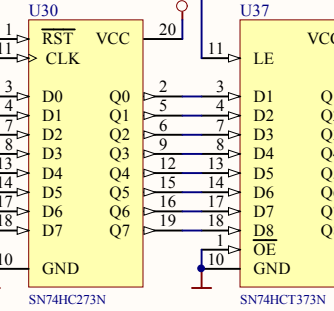 U30
U37
1 RST VCC 20
11 CLK
11 LE VCC
3 D0 Q0 2 3 D1
4 D1 Q1 5 4 D2
7 D2 Q2 6 7 D3
8 D3 Q3 9 8 D4
13 D4 Q4 12 13 D5
14 D5 Q5 15 14 D6
17 D6 Q6 16 17 D7
18 D7 Q7 19 18 D8
1 OE
10 GND 10 GND
SN74HC273N SN74HCT373N